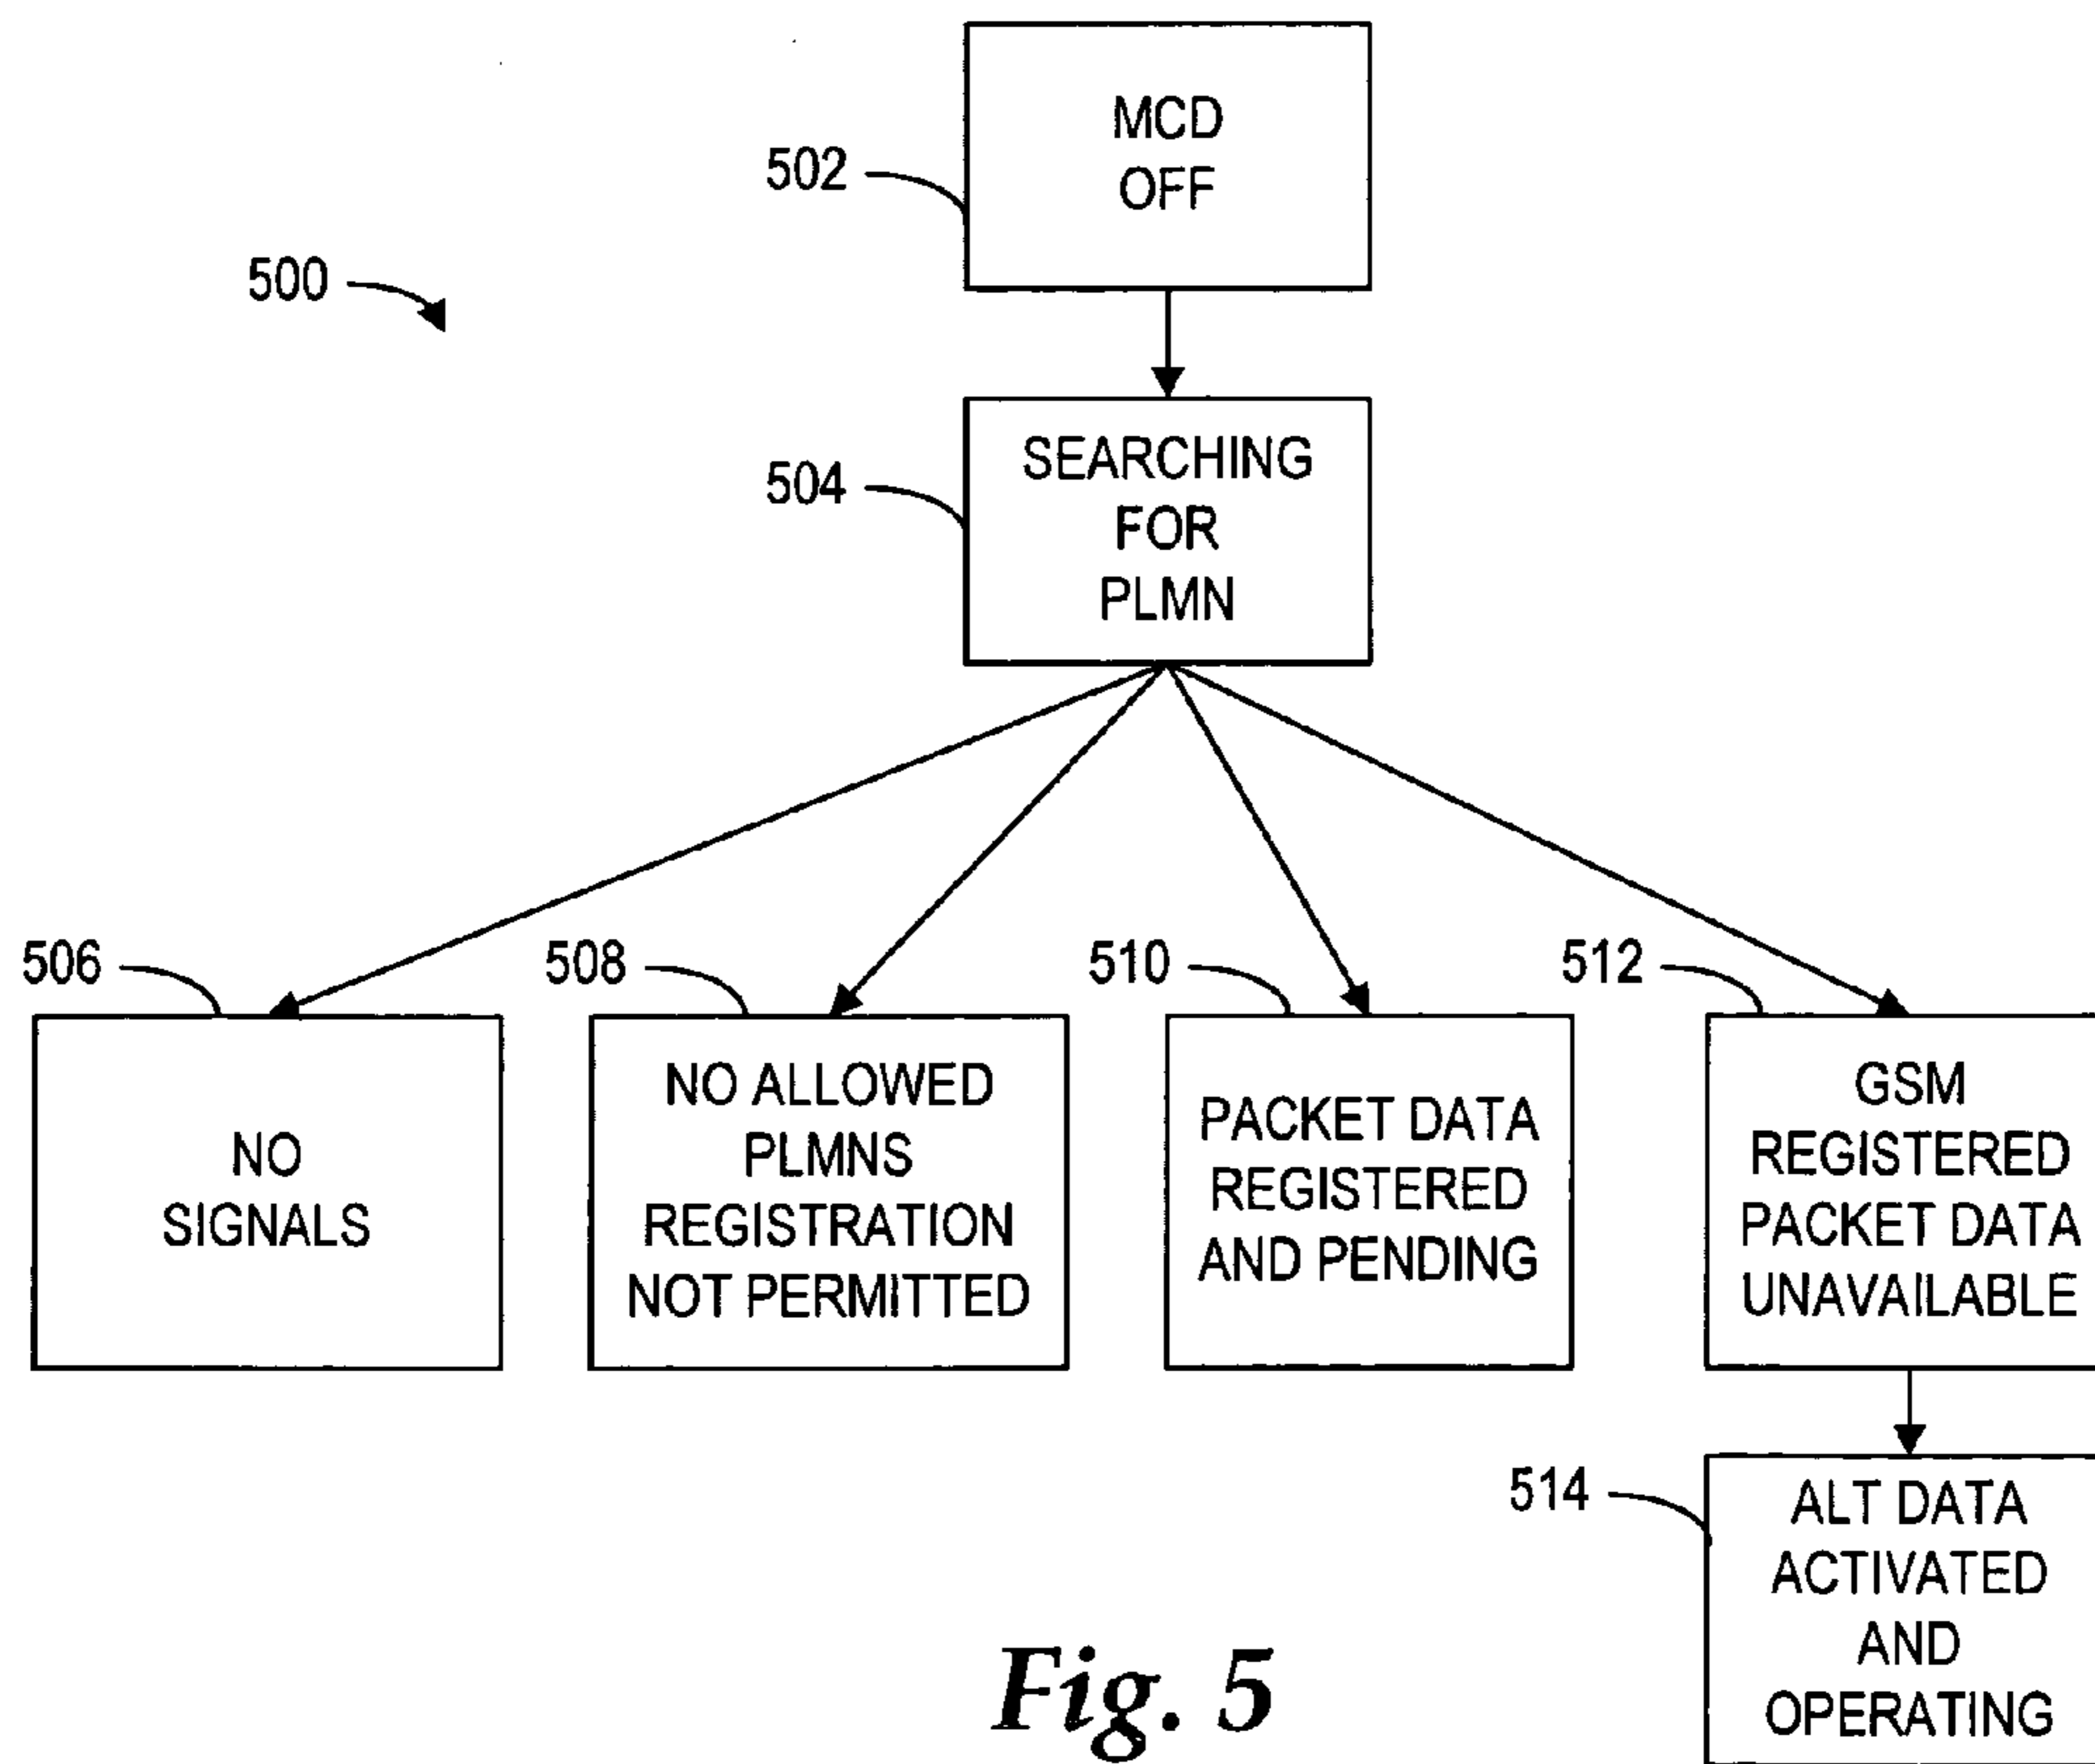 MCD
OFF
502
500
SEARCHING
FOR
PLMN
504
506
508
510
512
NO
SIGNALS
NO ALLOWED
PLMNS
REGISTRATION
NOT PERMITTED
PACKET DATA
REGISTERED
AND PENDING
GSM
REGISTERED
PACKET DATA
UNAVAILABLE
514
ALT DATA
ACTIVATED
AND
OPERATING
Fig. 5